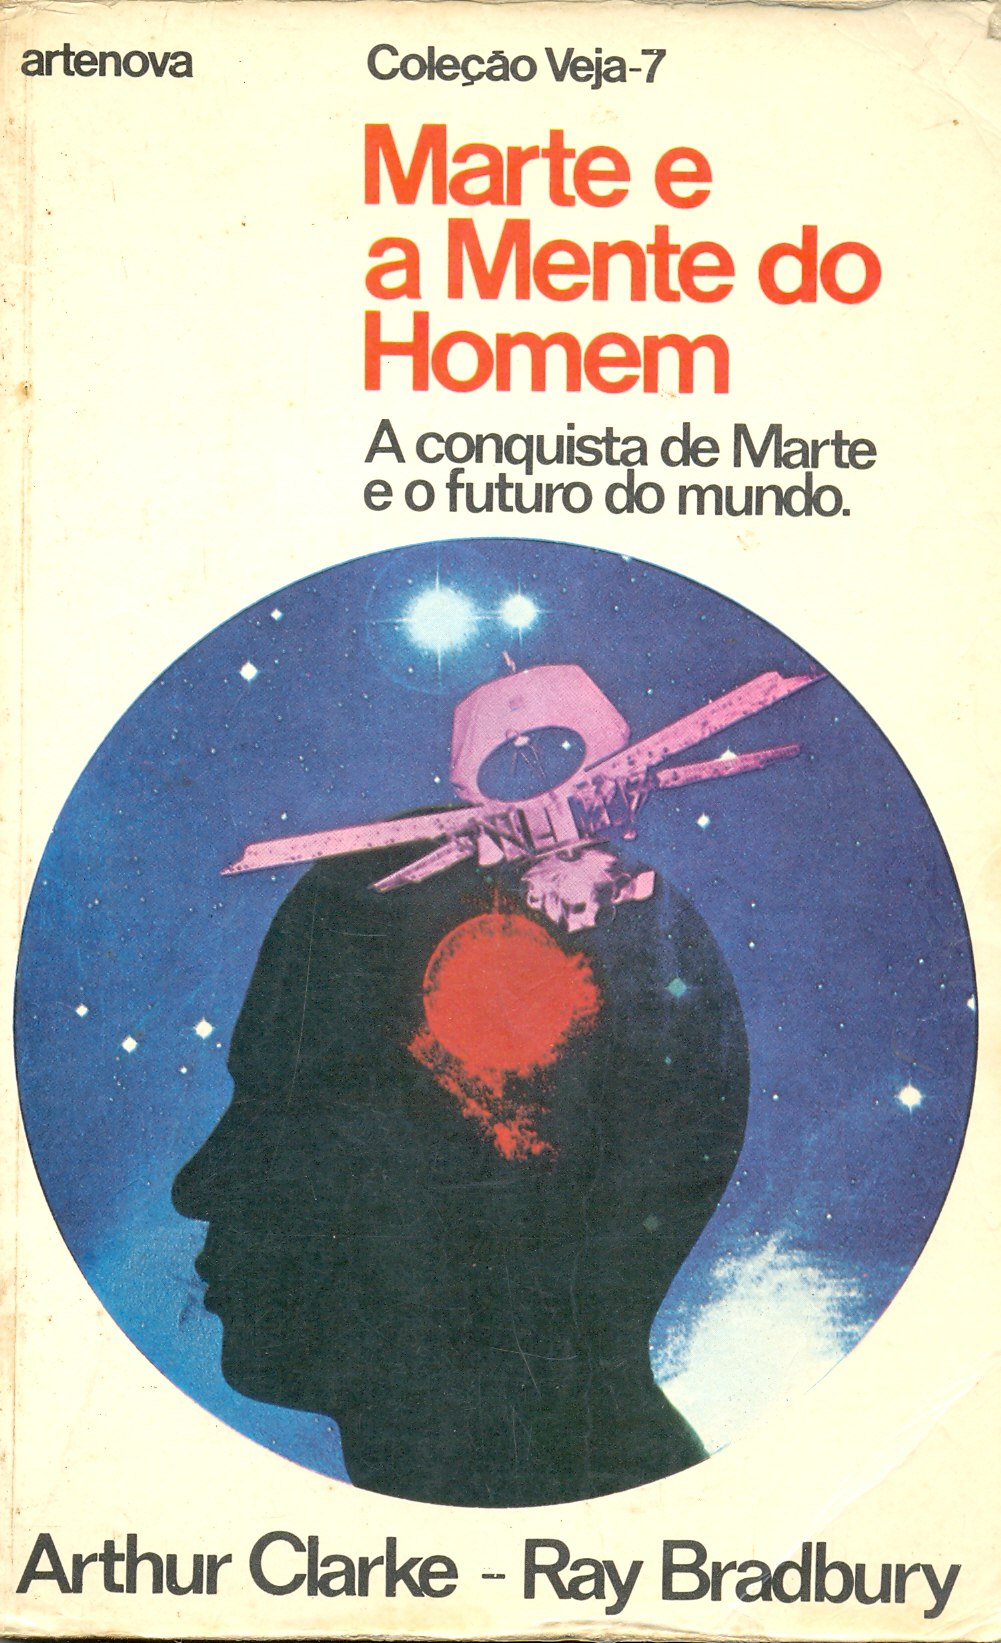 artenova
Coleção Veja-7
Marte e
a Mente do
Homem
A conquista de Marte
e o futuro do mundo.
Arthur Clarke - Ray Bradbury